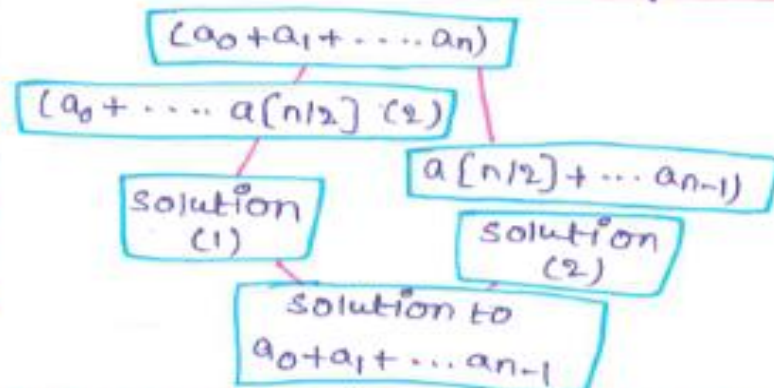 (a₀+a₁+.....an)
(a₀+.... a[n/2] (2)
a[n/2]+...an-1)
solution
(1)
solution
(2)
solution to
a₀+a₁+...an-1